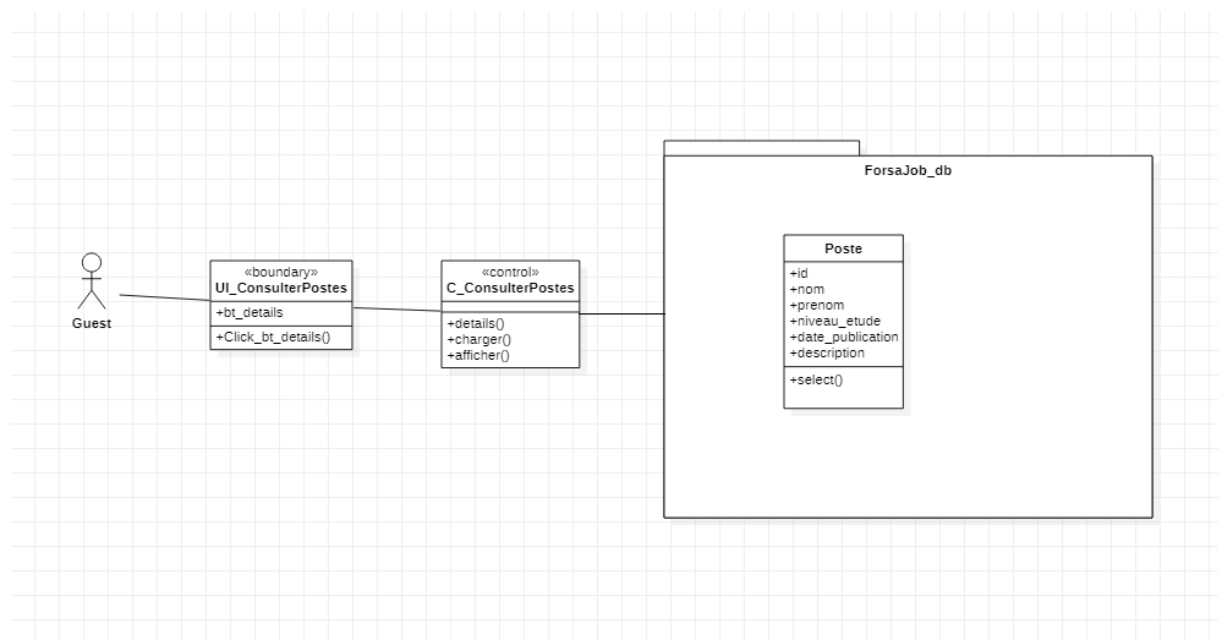 Guest
«boundary»
UI_ConsulterPostes
+bt_details
+Click_bt_details()
«control»
C_ConsulterPostes
+details()
+charger()
+afficher()
ForsaJob_db
Poste
+id
+nom
+prenom
+niveau_etude
+date_publication
+description
+select()